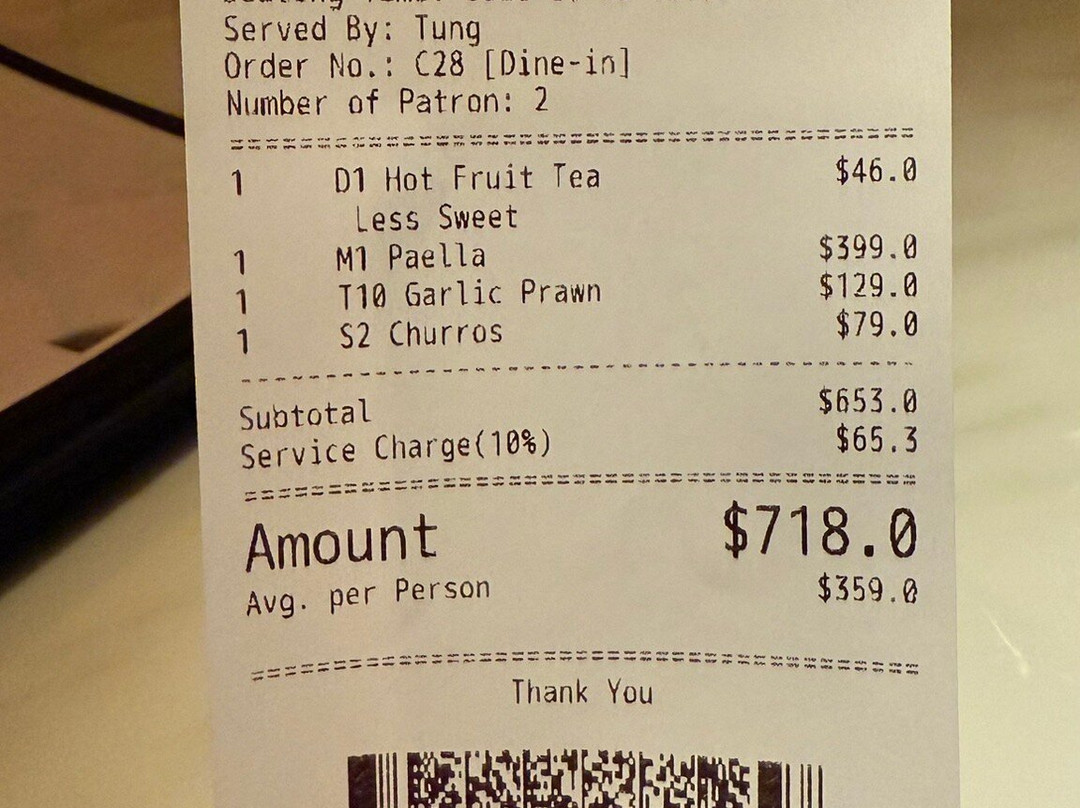 Served By: Tung
Order No.: C28 [Dine-in]
Number of Patron: 2
1 D1 Hot Fruit Tea $46.0
Less Sweet
1 M1 Paella $399.0
1 T10 Garlic Prawn $129.0
1 S2 Churros $79.0
Subtotal $653.0
Service Charge(10%) $65.3
Amount $718.0
Avg. per Person $359.0
Thank You